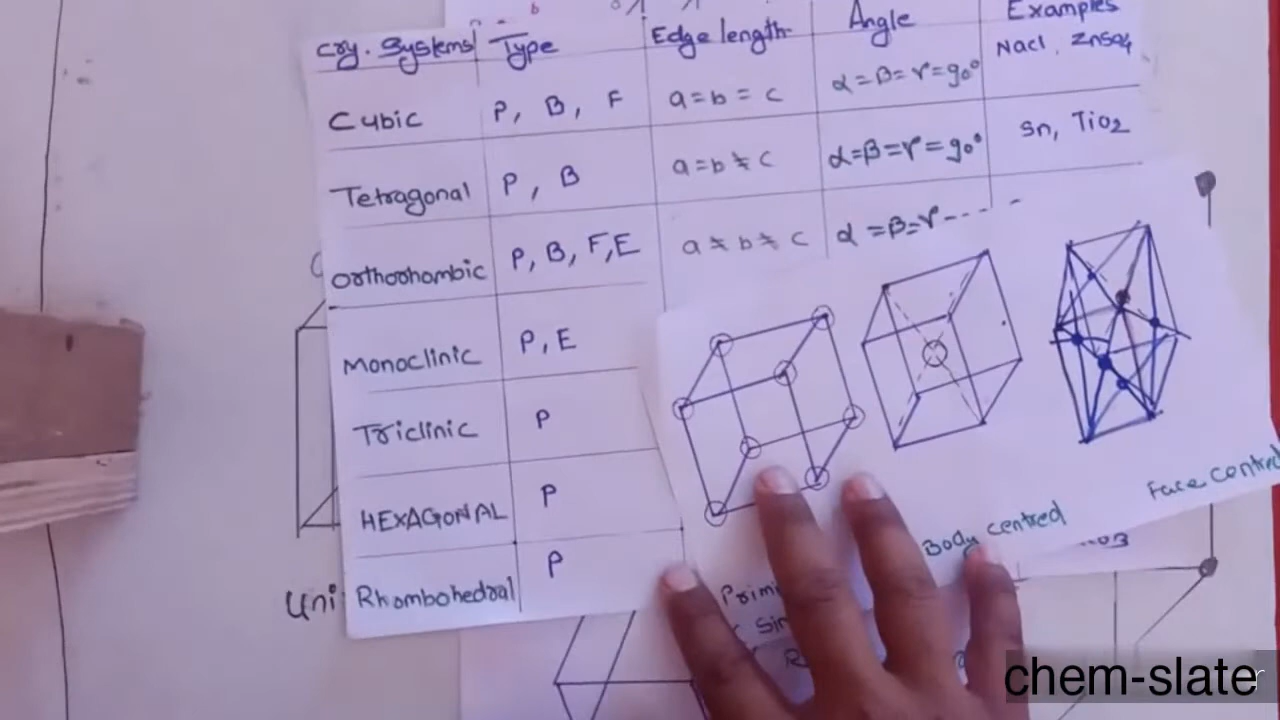 b
Cry. Systems Type Edge length Angle Examples
Cubic P, B, F a = b = c α = β = γ = 90° Nacl, ZnSO4
Tetragonal P, B a = b ≠ c α = β = γ = 90° Sn, TiO2
Orthorhombic P, B, F, E a ≠ b ≠ c α = β = γ - - - -
Monoclinic P, E
Triclinic P
HEXAGONAL P
Rhombohedral P
Body centred
Face centred
Uni
Primi
chem-slate